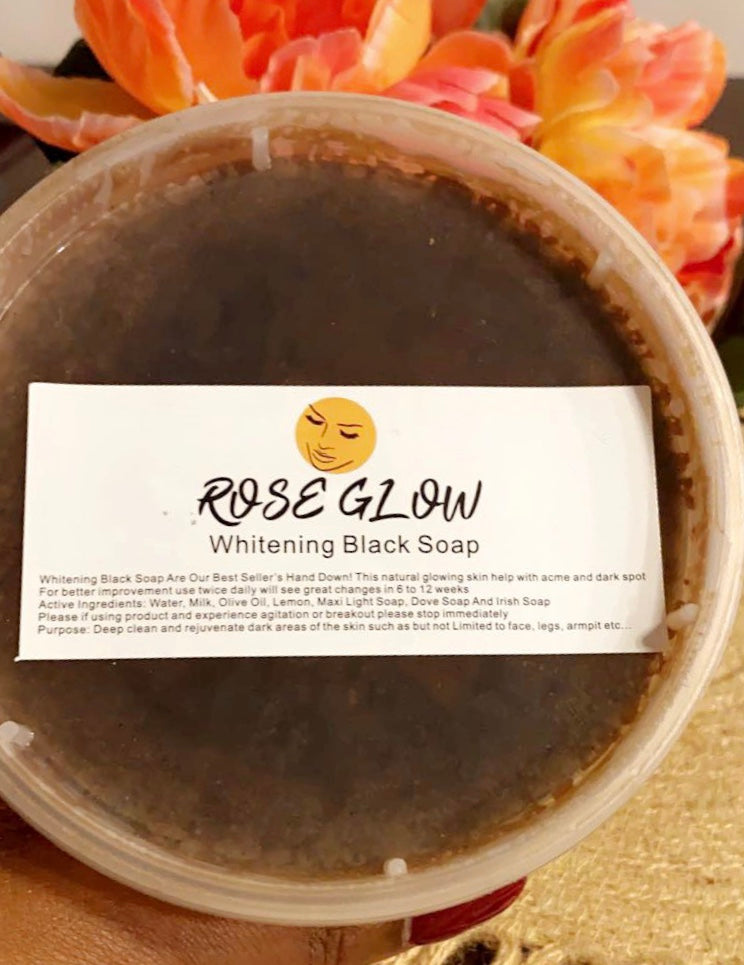 ROSE GLOW
Whitening Black Soap
Whitening Black Soap Are Our Best Seller's Hand Down! This natural glowing skin help with acme and dark spot
For better improvement use twice daily will see great changes in 6 to 12 weeks
Active Ingredients: Water, Milk, Olive Oil, Lemon, Maxi Light Soap, Dove Soap And Irish Soap
Please if using product and experience agitation or breakout please stop immediately
Purpose: Deep clean and rejuvenate dark areas of the skin such as but not Limited to face, legs, armpit etc...